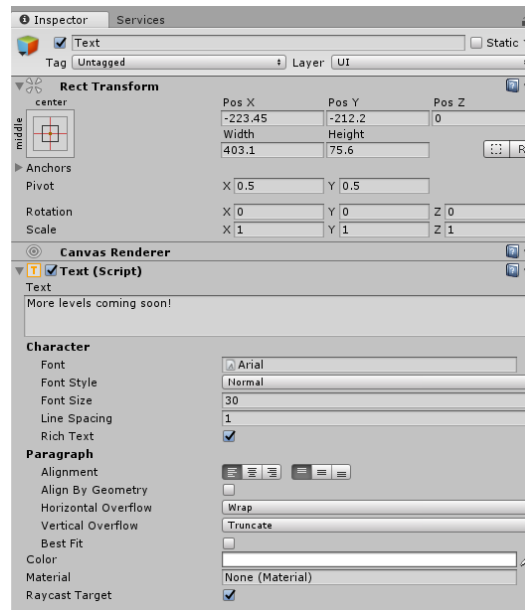 Inspector Services
Text Static
Tag Untagged Layer UI
Rect Transform
center Pos X Pos Y Pos Z
-223.45 -212.2 0
middle
Width Height
403.1 75.6 R
Anchors
Pivot X 0.5 Y 0.5
Rotation X 0 Y 0 Z 0
Scale X 1 Y 1 Z 1
Canvas Renderer
T Text (Script)
Text
More levels coming soon!
Character
Font Arial
Font Style Normal
Font Size 30
Line Spacing 1
Rich Text
Paragraph
Alignment
Align By Geometry
Horizontal Overflow Wrap
Vertical Overflow Truncate
Best Fit
Color
Material None (Material)
Raycast Target